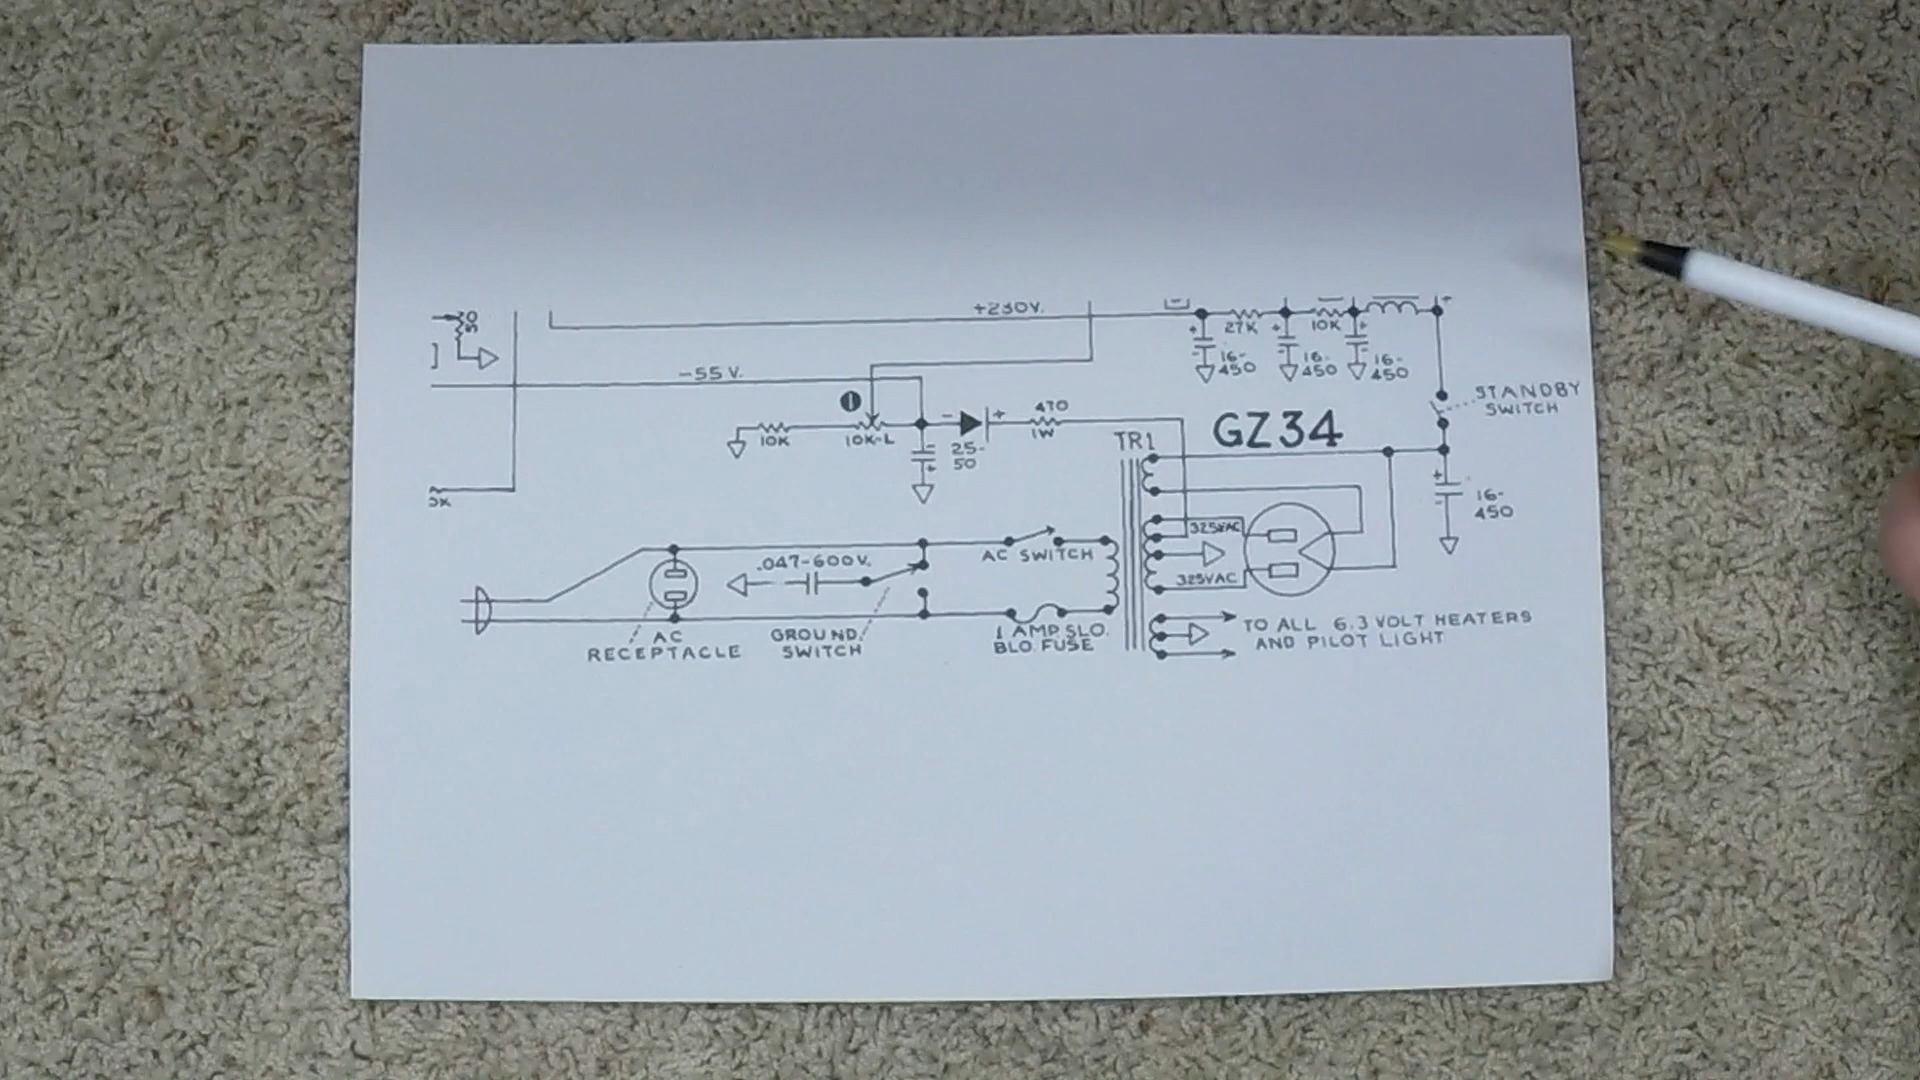 50
+230V.
27K
10K
16-
450
16-
450
16-
450
-55 V.
STANDBY
SWITCH
1
470
1W
10K
10K-L
25-
50
TR1
GZ34
16-
450
325VAC
325VAC
AC SWITCH
.047-600V.
AC
RECEPTACLE
GROUND
SWITCH
1 AMP SLO.
BLO. FUSE
TO ALL 6.3 VOLT HEATERS
AND PILOT LIGHT